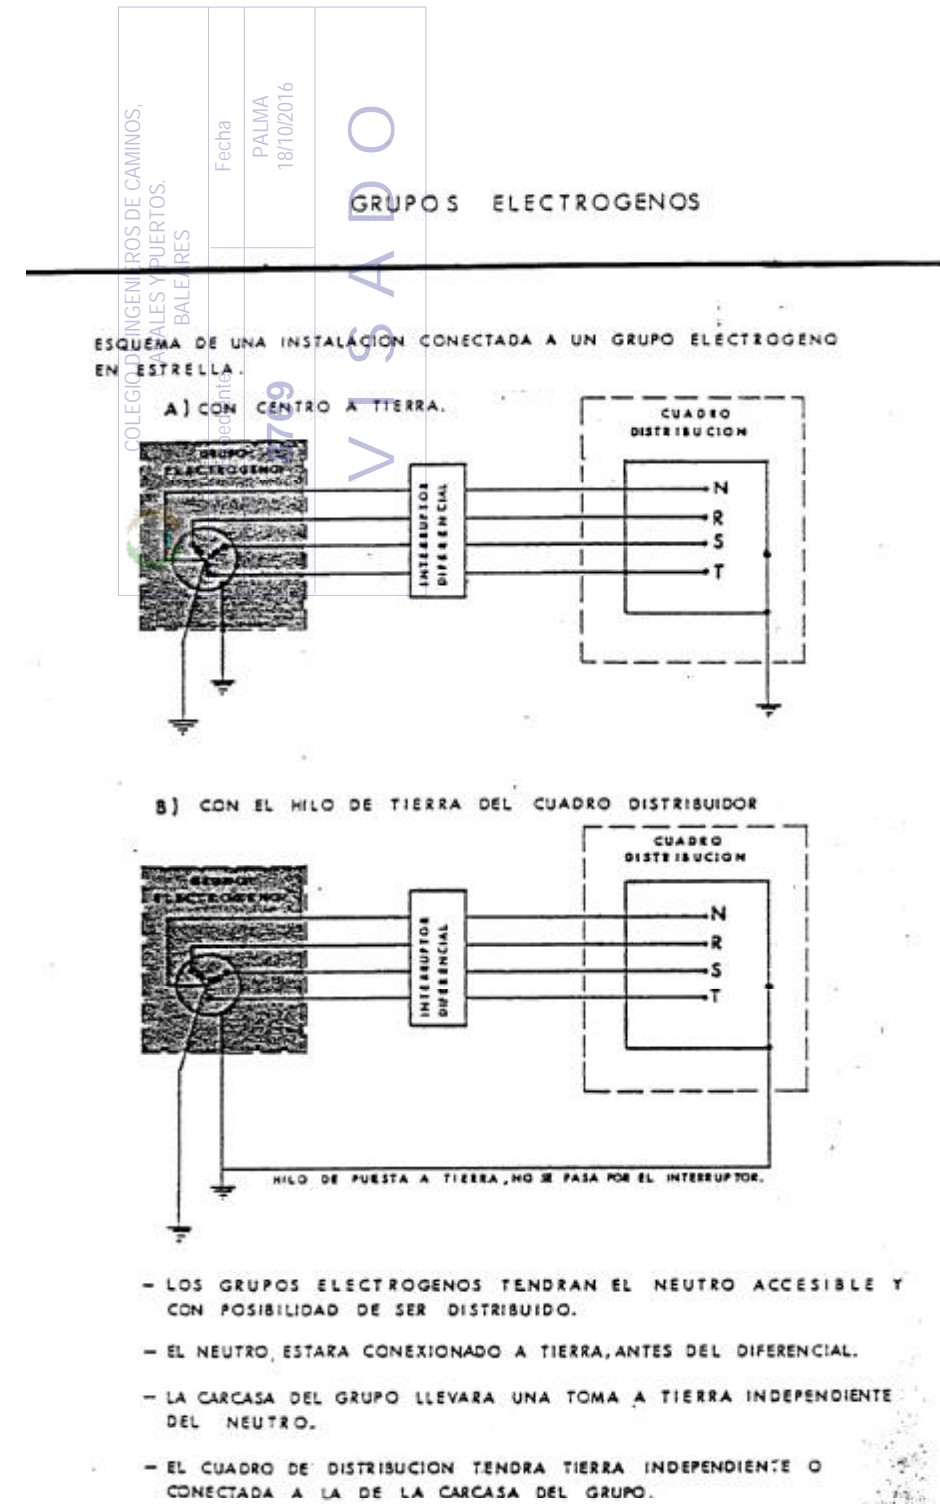 COLEGIO DE INGENIEROS DE CAMINOS,
CANALES Y PUERTOS.
BALEARES
Fecha
PALMA
18/10/2016
VISADO
GRUPOS ELECTROGENOS
ESQUEMA DE UNA INSTALACION CONECTADA A UN GRUPO ELECTROGENO
EN ESTRELLA.
A) CON CENTRO A TIERRA.
GRUPO
ELECTROGENO
INTERRUPTOR
DIFERENCIAL
CUADRO
DISTRIBUCION
N
R
S
T
B) CON EL HILO DE TIERRA DEL CUADRO DISTRIBUIDOR
GRUPO
ELECTROGENO
INTERRUPTOR
DIFERENCIAL
CUADRO
DISTRIBUCION
N
R
S
T
HILO DE PUESTA A TIERRA, NO SE PASA POR EL INTERRUPTOR.
- LOS GRUPOS ELECTROGENOS TENDRAN EL NEUTRO ACCESIBLE Y
CON POSIBILIDAD DE SER DISTRIBUIDO.
- EL NEUTRO, ESTARA CONEXIONADO A TIERRA, ANTES DEL DIFERENCIAL.
- LA CARCASA DEL GRUPO LLEVARA UNA TOMA A TIERRA INDEPENDIENTE
DEL NEUTRO.
- EL CUADRO DE DISTRIBUCION TENDRA TIERRA INDEPENDIENTE O
CONECTADA A LA DE LA CARCASA DEL GRUPO.